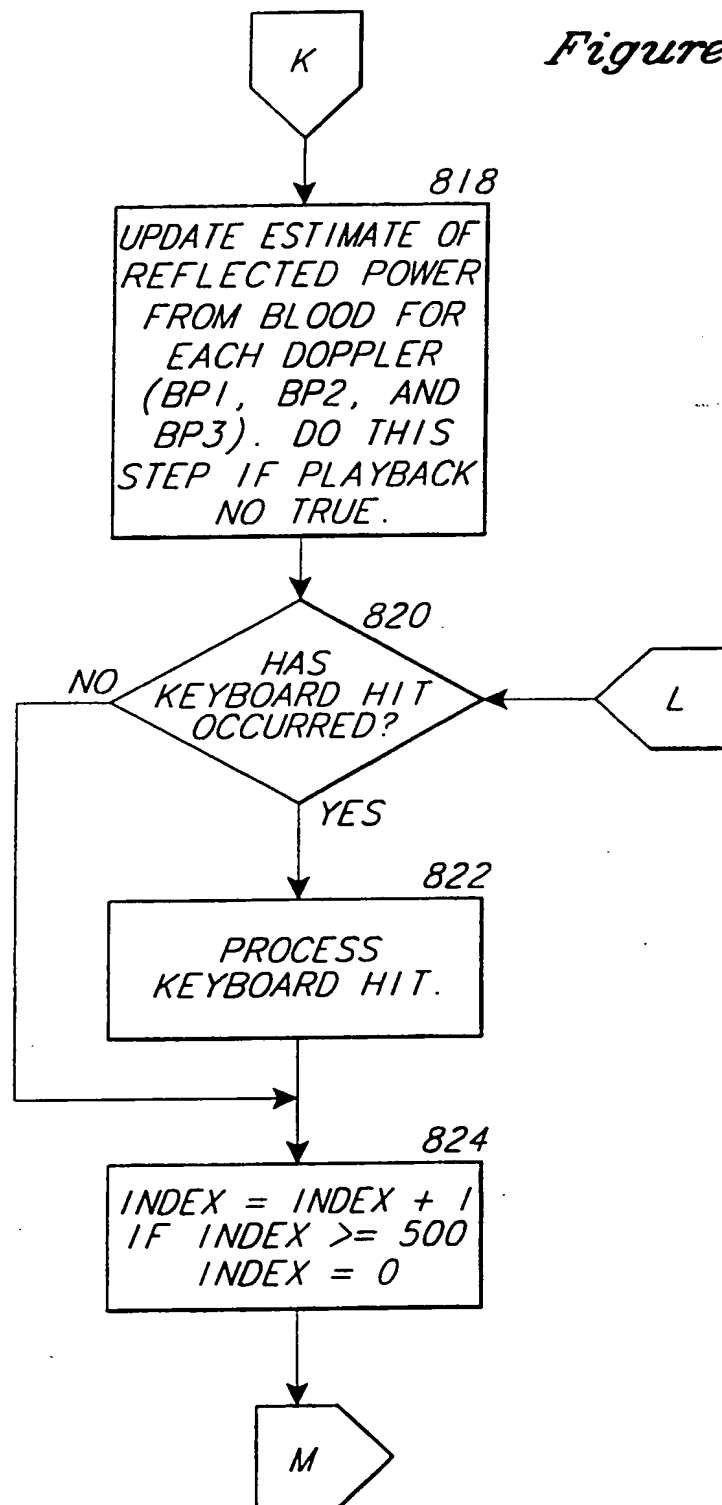 K
Figure
818
UPDATE ESTIMATE OF
REFLECTED POWER
FROM BLOOD FOR
EACH DOPPLER
(BP1, BP2, AND
BP3). DO THIS
STEP IF PLAYBACK
NO TRUE.
820
HAS
KEYBOARD HIT
OCCURRED?
NO
L
YES
822
PROCESS
KEYBOARD HIT.
824
INDEX = INDEX + 1
IF INDEX >= 500
INDEX = 0
M